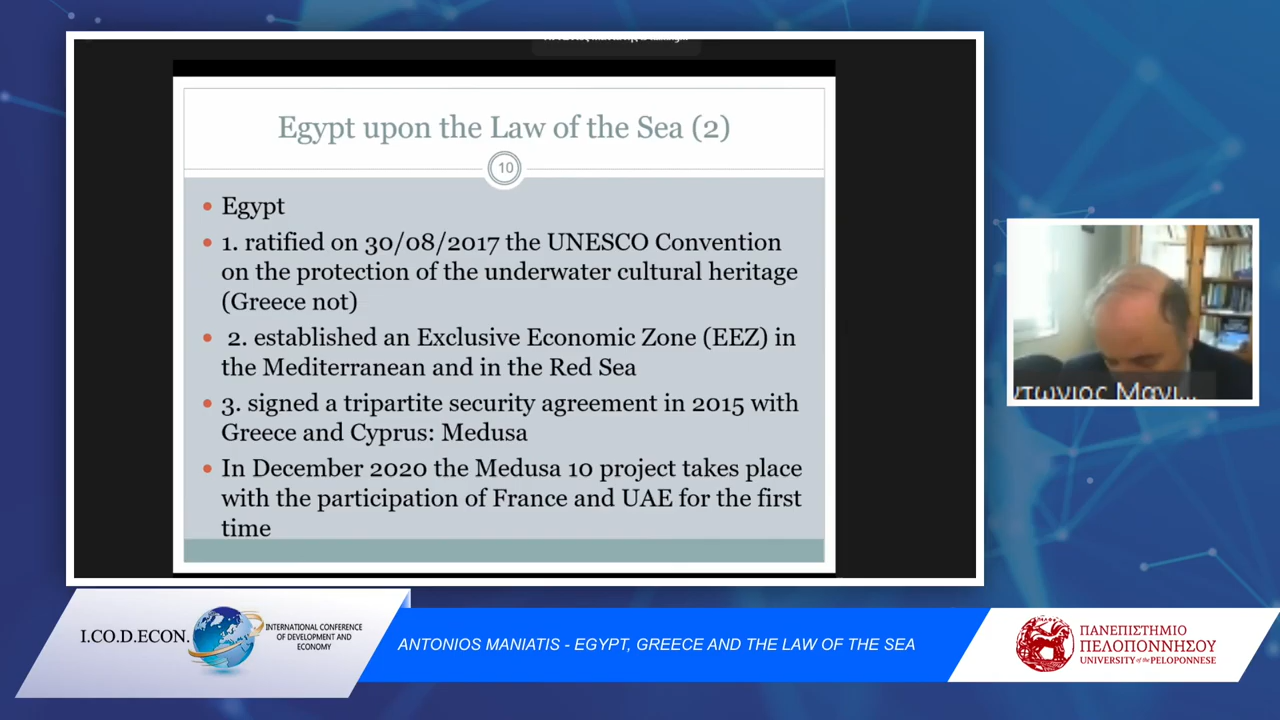 Egypt upon the Law of the Sea (2)
10
Egypt
1. ratified on 30/08/2017 the UNESCO Convention
on the protection of the underwater cultural heritage
(Greece not)
2. established an Exclusive Economic Zone (EEZ) in
the Mediterranean and in the Red Sea
3. signed a tripartite security agreement in 2015 with
Greece and Cyprus: Medusa
In December 2020 the Medusa 10 project takes place
with the participation of France and UAE for the first
time
ντωνιος Μανι...
I.CO.D.ECON.
INTERNATIONAL CONFERENCE
OF DEVELOPMENT AND
ECONOMY
ANTONIOS MANIATIS - EGYPT, GREECE AND THE LAW OF THE SEA
ΠΑΝΕΠΙΣΤΗΜΙΟ
ΠΕΛΟΠΟΝΝΗΣΟΥ
UNIVERSITY of the PELOPONNESE